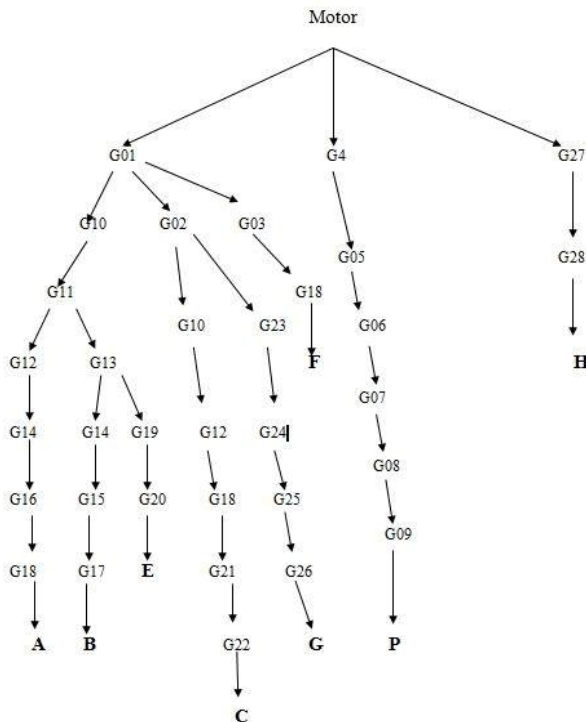 Motor
G01 G4 G27
G10 G02 G03
G05 G28
G11 G18
G10 G23 G06
G12 G13 F H
G07
G14 G14 G19 G12 G24
G08
G16 G15 G20 G18 G25
G09
G18 G17 E G21 G26
A B G22 G P
C